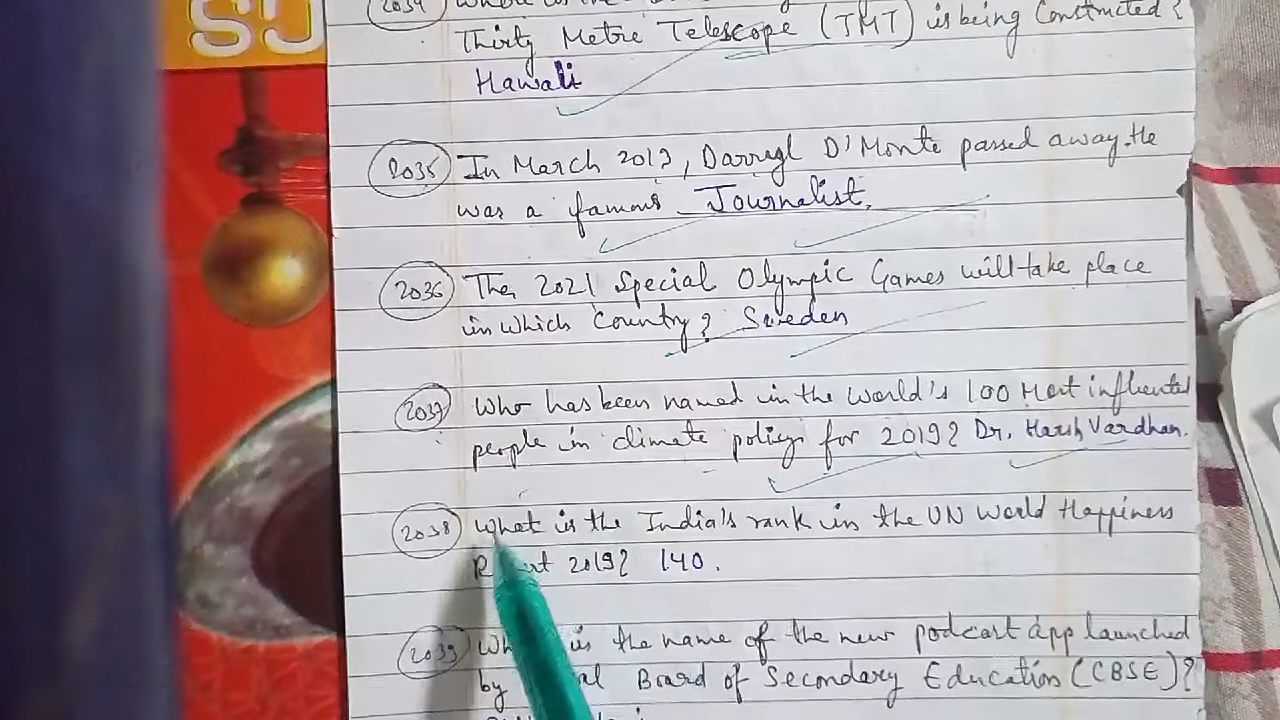 SJ
2034 Where is the
Thirty Metre Telescope (TMT) is being Constructed?
Hawaii
2035 In March 2019, Darryl D'Monte passed away. He
was a famous Journalist.
2036 The 2021 Special Olympic Games will take place
in which Country? Sweden
2037 Who has been named in the World's 100 Most influential
people in climate policy for 2019? Dr. Harsh Vardhan.
2038 What is the India's rank in the UN World Happiness
2019? 140.
2039 is the name of the new podcast app launched
by Board of Secondary Education (CBSE)?